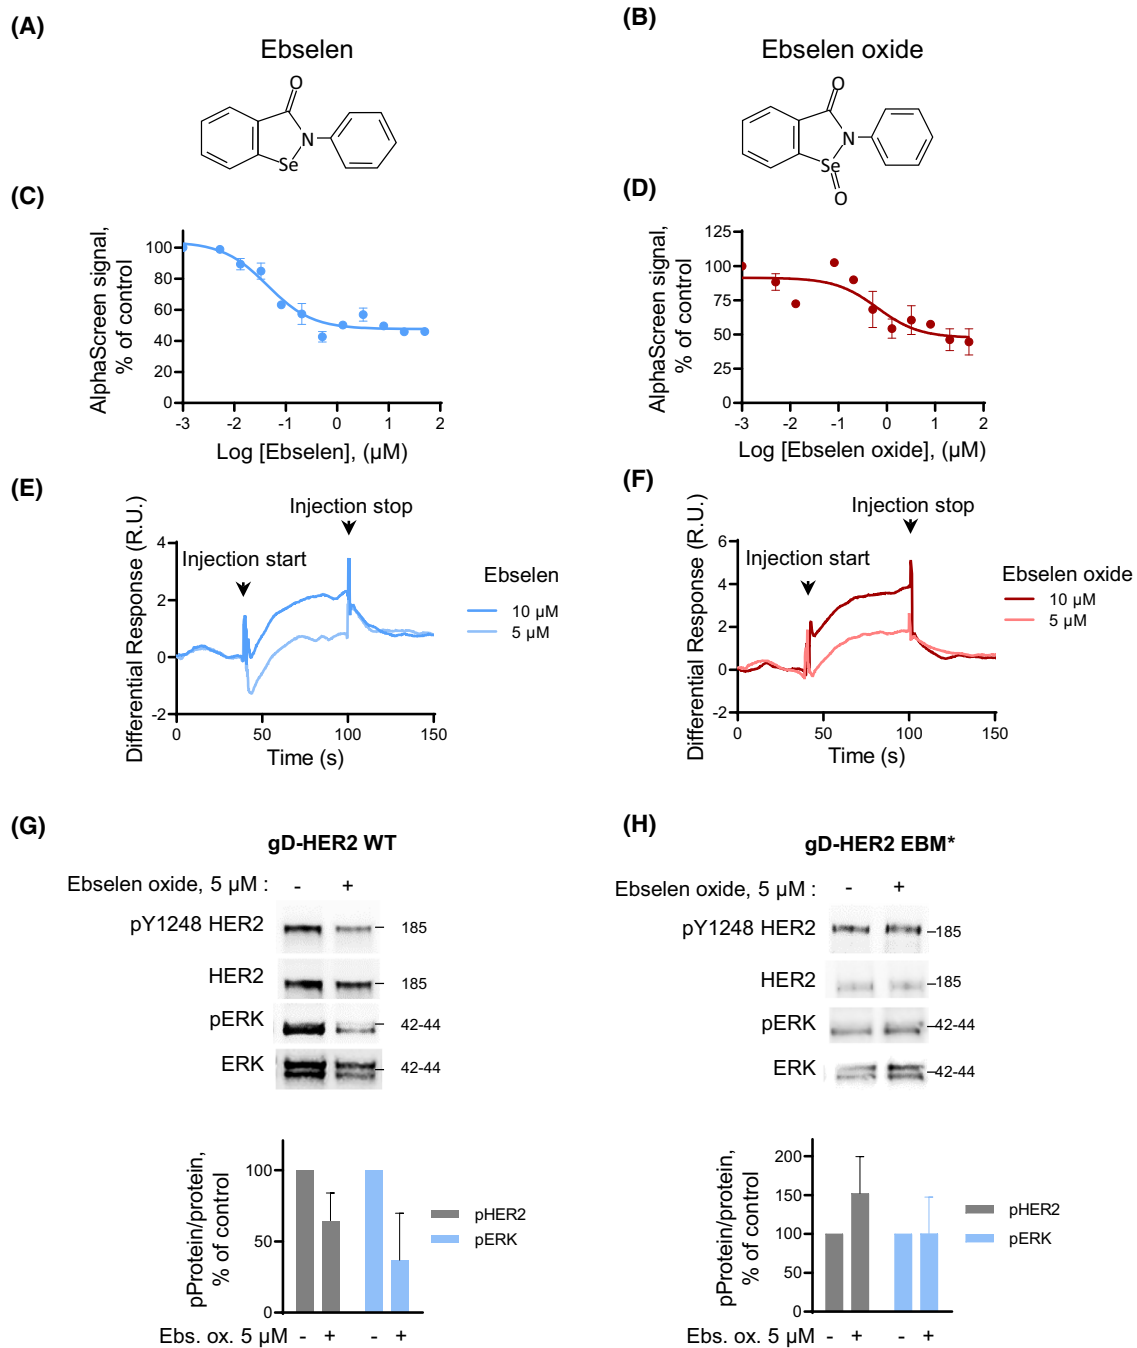 (A)
Ebselen
O
N
Se
(B)
Ebselen oxide
O
N
Se
O
(C)
AlphaScreen signal,
% of control
100
80
60
40
20
0
-3 -2 -1 0 1 2
Log [Ebselen], (µM)
(D)
AlphaScreen signal,
% of control
125
100
75
50
25
0
-3 -2 -1 0 1 2
Log [Ebselen oxide], (µM)
(E)
Differential Response (R.U.)
4
2
0
-2
Injection start
Injection stop
0 50 100 150
Time (s)
Ebselen
10 µM
5 µM
(F)
Differential Response (R.U.)
6
4
2
0
-2
Injection start
Injection stop
0 50 100 150
Time (s)
Ebselen oxide
10 µM
5 µM
(G)
gD-HER2 WT
Ebselen oxide, 5 µM : - +
pY1248 HER2 185
HER2 185
pERK 42-44
ERK 42-44
pProtein/protein,
% of control
100
50
0
pHER2
pERK
Ebs. ox. 5 µM - + - +
(H)
gD-HER2 EBM*
Ebselen oxide, 5 µM : - +
pY1248 HER2 185
HER2 185
pERK 42-44
ERK 42-44
pProtein/protein,
% of control
200
150
100
50
0
pHER2
pERK
Ebs. ox. 5 µM - + - +